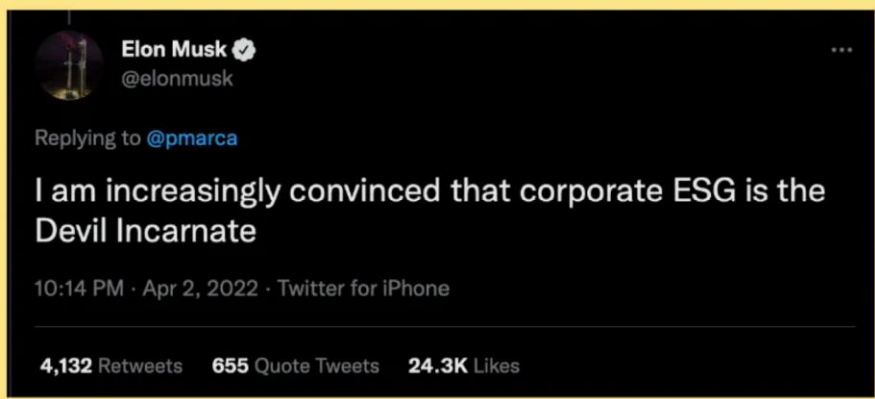 Elon Musk
@elonmusk
Replying to @pmarca
I am increasingly convinced that corporate ESG is the
Devil Incarnate
10:14 PM · Apr 2, 2022 · Twitter for iPhone
4,132 Retweets 655 Quote Tweets 24.3K Likes